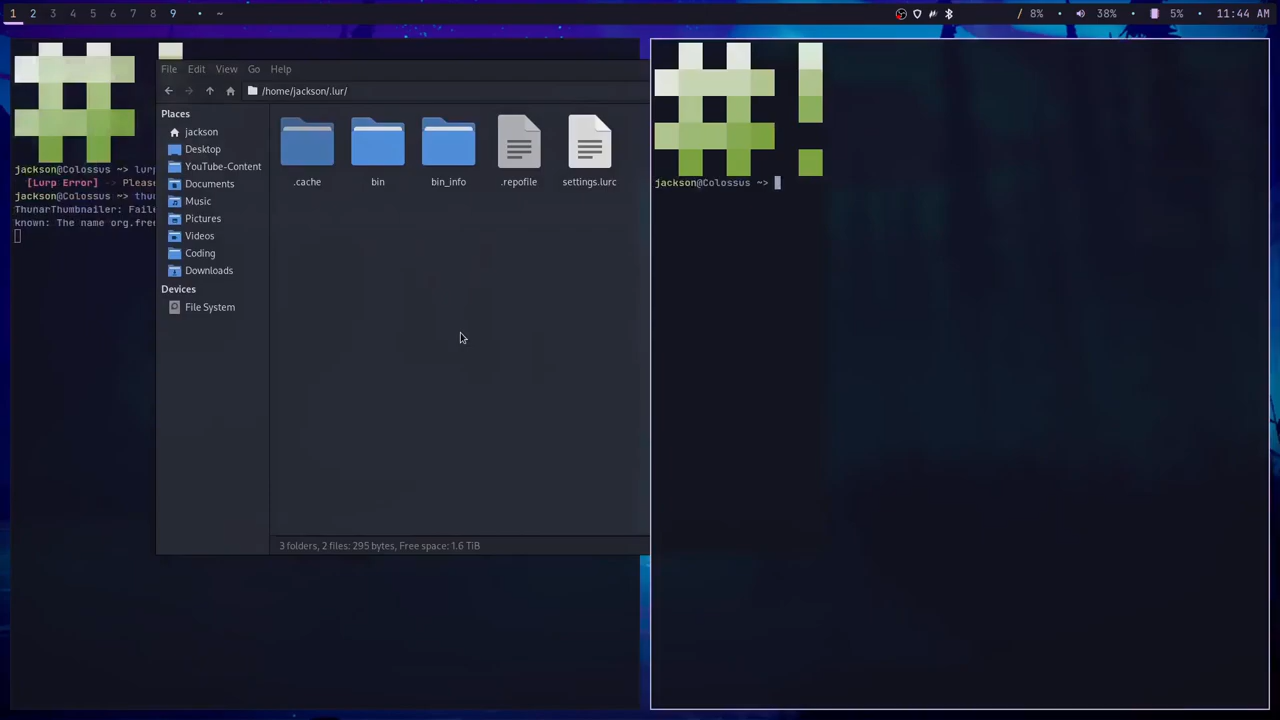 1 2 3 4 5 6 7 8 9 • ~
/ 8% • 38% • 5% • 11:44 AM
jackson@Colossus ~> lurp
[Lurp Error] -> Please
jackson@Colossus ~> thu
ThunarThumbnailer: Faile
known: The name org.free
File Edit View Go Help
/home/jackson/.lur/
Places
jackson
Desktop
YouTube-Content
Documents
Music
Pictures
Videos
Coding
Downloads
Devices
File System
.cache bin bin_info .repofile settings.lurc
3 folders, 2 files: 295 bytes, Free space: 1.6 TiB
#!
jackson@Colossus ~>